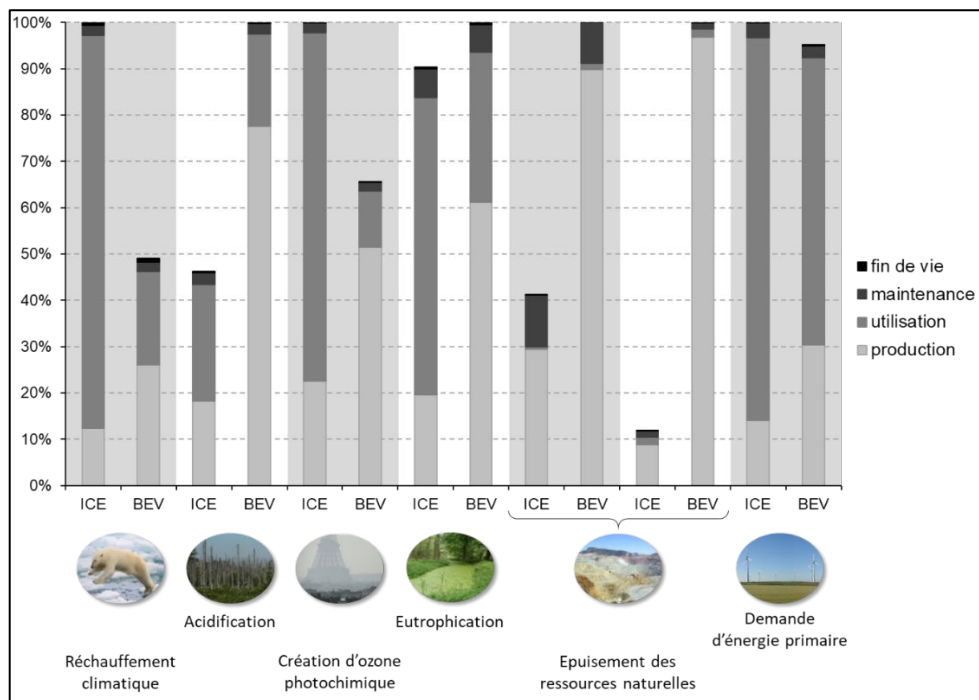 100%
90%
80%
70%
60%
50%
40%
30%
20%
10%
0%
ICE BEV ICE BEV ICE BEV ICE BEV ICE BEV ICE BEV ICE BEV
fin de vie
maintenance
utilisation
production
Réchauffement
climatique
Acidification
Création d'ozone
photochimique
Eutrophication
Epuisement des
ressources naturelles
Demande
d'énergie primaire